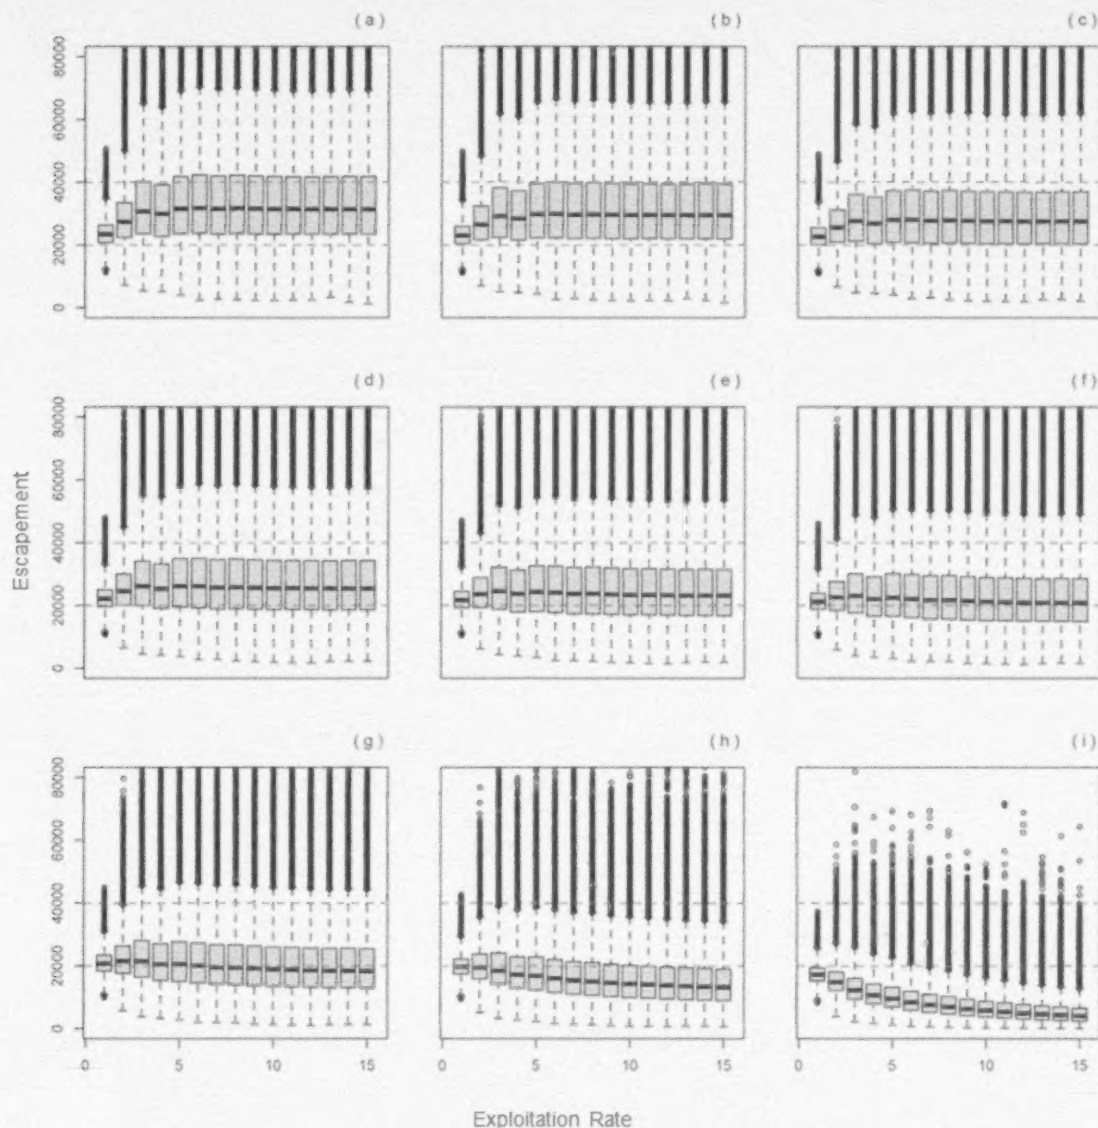 ( a ) ( b ) ( c )
80000
60000
40000
20000
0
( d ) ( e ) ( f )
Escapement
80000
60000
40000
20000
0
( g ) ( h ) ( i )
80000
60000
40000
20000
0
0 5 10 15 0 5 10 15 0 5 10 15
Exploitation Rate